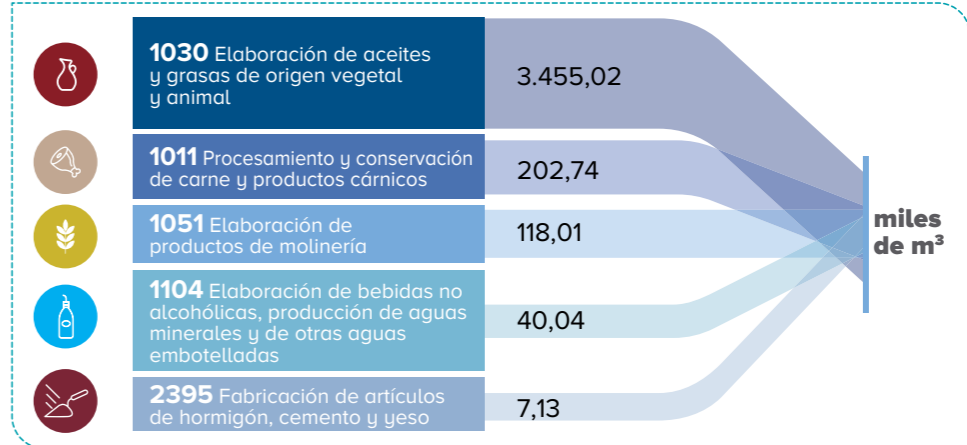 1030 Elaboración de aceites
y grasas de origen vegetal
y animal
3.455,02
1011 Procesamiento y conservación
de carne y productos cárnicos
202,74
1051 Elaboración de
productos de molinería
118,01
miles
de m³
1104 Elaboración de bebidas no
alcohólicas, producción de aguas
minerales y de otras aguas
embotelladas
40,04
2395 Fabricación de artículos
de hormigón, cemento y yeso
7,13